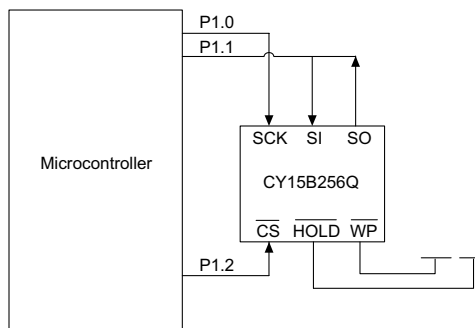 P1.0
P1.1
SCK SI SO
Microcontroller
CY15B256Q
CS HOLD WP
P1.2